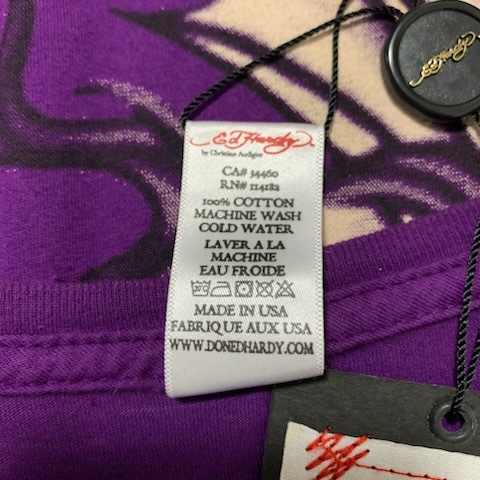 Ed Hardy
Ed Hardy
by Christian Audigier
CA# 34460
RN# 114182
100% COTTON
MACHINE WASH
COLD WATER
LAVER A LA
MACHINE
EAU FROIDE
MADE IN USA
FABRIQUE AUX USA
WWW.DONEDHARDY.COM